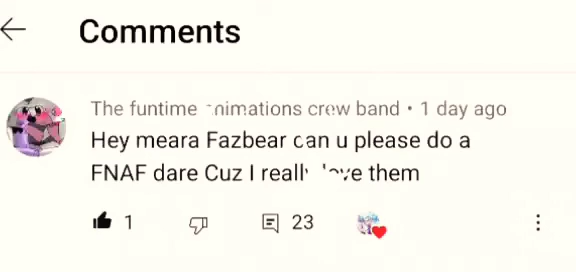 Comments
The funtime animations crew band • 1 day ago
Hey meara Fazbear can u please do a
FNAF dare Cuz I really love them
1 23